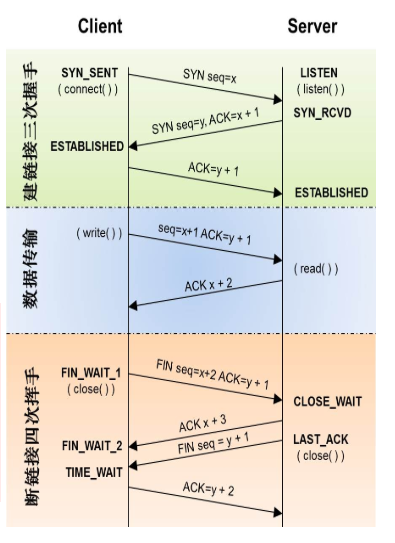 Client
Server
建链接三次握手
SYN_SENT
( connect( ) )
SYN seq=x
LISTEN
( listen( ) )
SYN_RCVD
SYN seq=y, ACK=x + 1
ESTABLISHED
ACK=y + 1
ESTABLISHED
数据传输
( write( ) )
seq=x+1 ACK=y + 1
( read( ) )
ACK x + 2
断链接四次挥手
FIN_WAIT_1
( close( ) )
FIN seq=x+2 ACK=y + 1
CLOSE_WAIT
ACK x + 3
FIN_WAIT_2
FIN seq = y + 1
LAST_ACK
( close( ) )
TIME_WAIT
ACK=y + 2